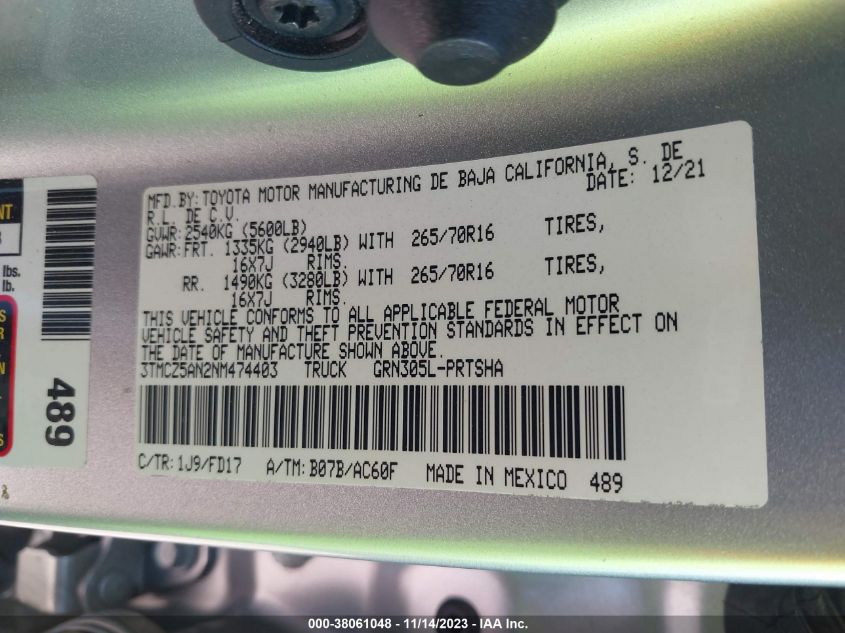 MFD.BY:TOYOTA MOTOR MANUFACTURING DE BAJA CALIFORNIA, S. DE
R.L. DE C.V. DATE: 12/21
GVWR:2540KG (5600LB)
GAWR:FRT. 1335KG (2940LB) WITH 265/70R16 TIRES,
16X7J RIMS.
RR. 1490KG (3280LB) WITH 265/70R16 TIRES,
16X7J RIMS.
THIS VEHICLE CONFORMS TO ALL APPLICABLE FEDERAL MOTOR
VEHICLE SAFETY AND THEFT PREVENTION STANDARDS IN EFFECT ON
THE DATE OF MANUFACTURE SHOWN ABOVE.
3TMCZ5AN2NM474403 TRUCK GRN305L-PRTSHA
C/TR:1J9/FD17 A/TM:B07B/AC60F MADE IN MEXICO 489
lbs.
489
000-38061048 - 11/14/2023 - IAA Inc.